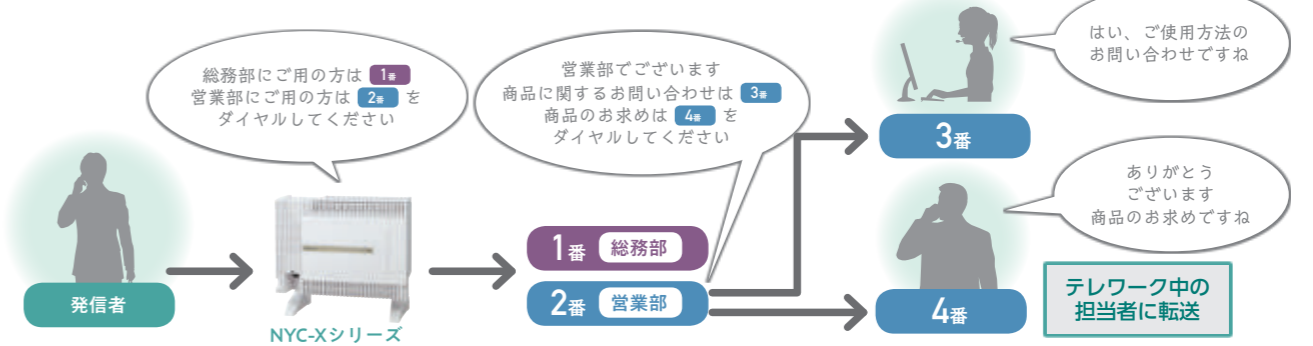 総務部にご用の方は 1番
営業部にご用の方は 2番 を
ダイヤルしてください
営業部でございます
商品に関するお問い合わせは 3番
商品のお求めは 4番 を
ダイヤルしてください
はい、ご使用方法の
お問い合わせですね
3番
ありがとう
ございます
商品のお求めですね
発信者
NYC-Xシリーズ
1番 総務部
2番 営業部
4番
テレワーク中の
担当者に転送